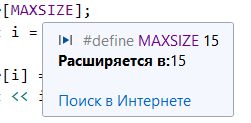 [MAXSIZE];
i =
#define MAXSIZE 15
Расширяется в:15
[i] =
<<
Поиск в Интернете